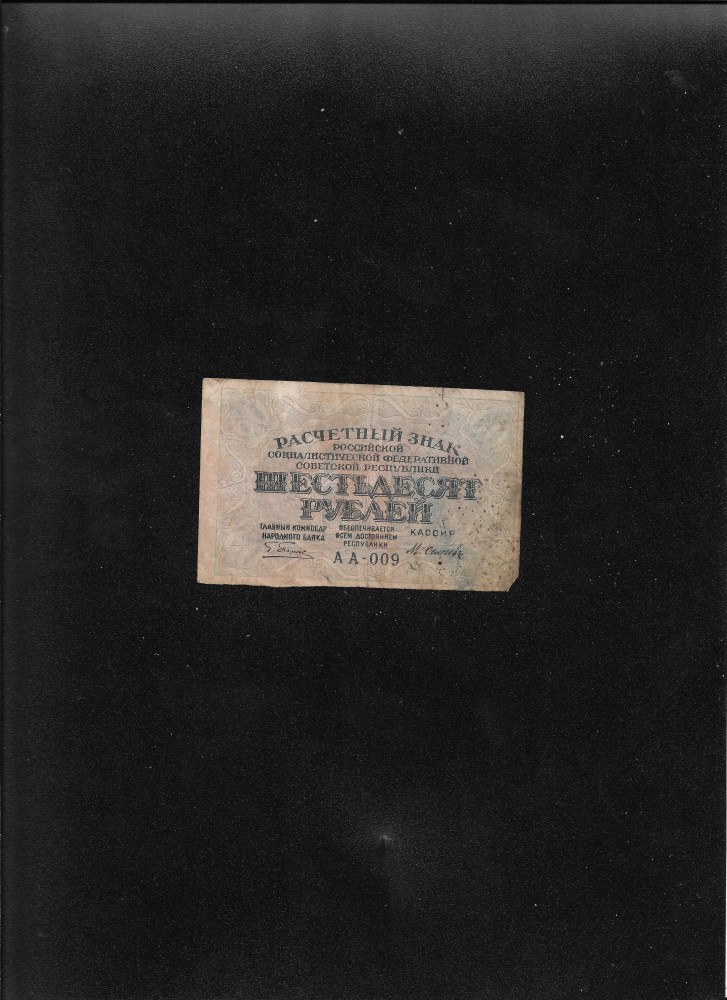 РАСЧЕТНЫЙ ЗНАК
РОССИЙСКОЙ
СОЦИАЛИСТИЧЕСКОЙ ФЕДЕРАТИВНОЙ
СОВЕТСКОЙ РЕСПУБЛИКИ
ШЕСТЬДЕСЯТ
РУБЛЕЙ
ГЛАВНЫЙ КОМИССАР
НАРОДНОГО БАНКА
ОБЕСПЕЧИВАЕТСЯ
ВСЕМ ДОСТОЯНИЕМ
РЕСПУБЛИКИ
КАССИР
АА-009